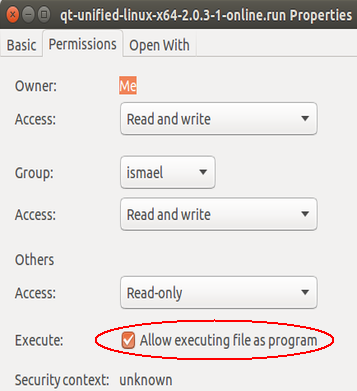 qt-unified-linux-x64-2.0.3-1-online.run Properties
Basic Permissions Open With
Owner: Me
Access: Read and write
Group: ismael
Access: Read and write
Others
Access: Read-only
Execute: Allow executing file as program
Security context: unknown